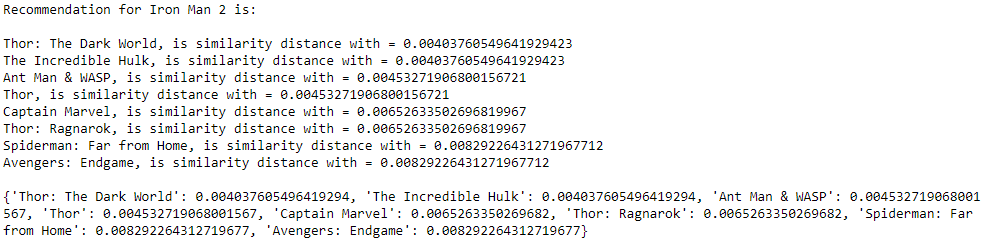 Recommendation for Iron Man 2 is:
Thor: The Dark World, is similarity distance with = 0.00403760549641929423
The Incredible Hulk, is similarity distance with = 0.00403760549641929423
Ant Man & WASP, is similarity distance with = 0.00453271906800156721
Thor, is similarity distance with = 0.00453271906800156721
Captain Marvel, is similarity distance with = 0.00652633502696819967
Thor: Ragnarok, is similarity distance with = 0.00652633502696819967
Spiderman: Far from Home, is similarity distance with = 0.00829226431271967712
Avengers: Endgame, is similarity distance with = 0.00829226431271967712
{'Thor: The Dark World': 0.004037605496419294, 'The Incredible Hulk': 0.004037605496419294, 'Ant Man & WASP': 0.004532719068001
567, 'Thor': 0.004532719068001567, 'Captain Marvel': 0.0065263350269682, 'Thor: Ragnarok': 0.0065263350269682, 'Spiderman: Far
from Home': 0.008292264312719677, 'Avengers: Endgame': 0.008292264312719677}